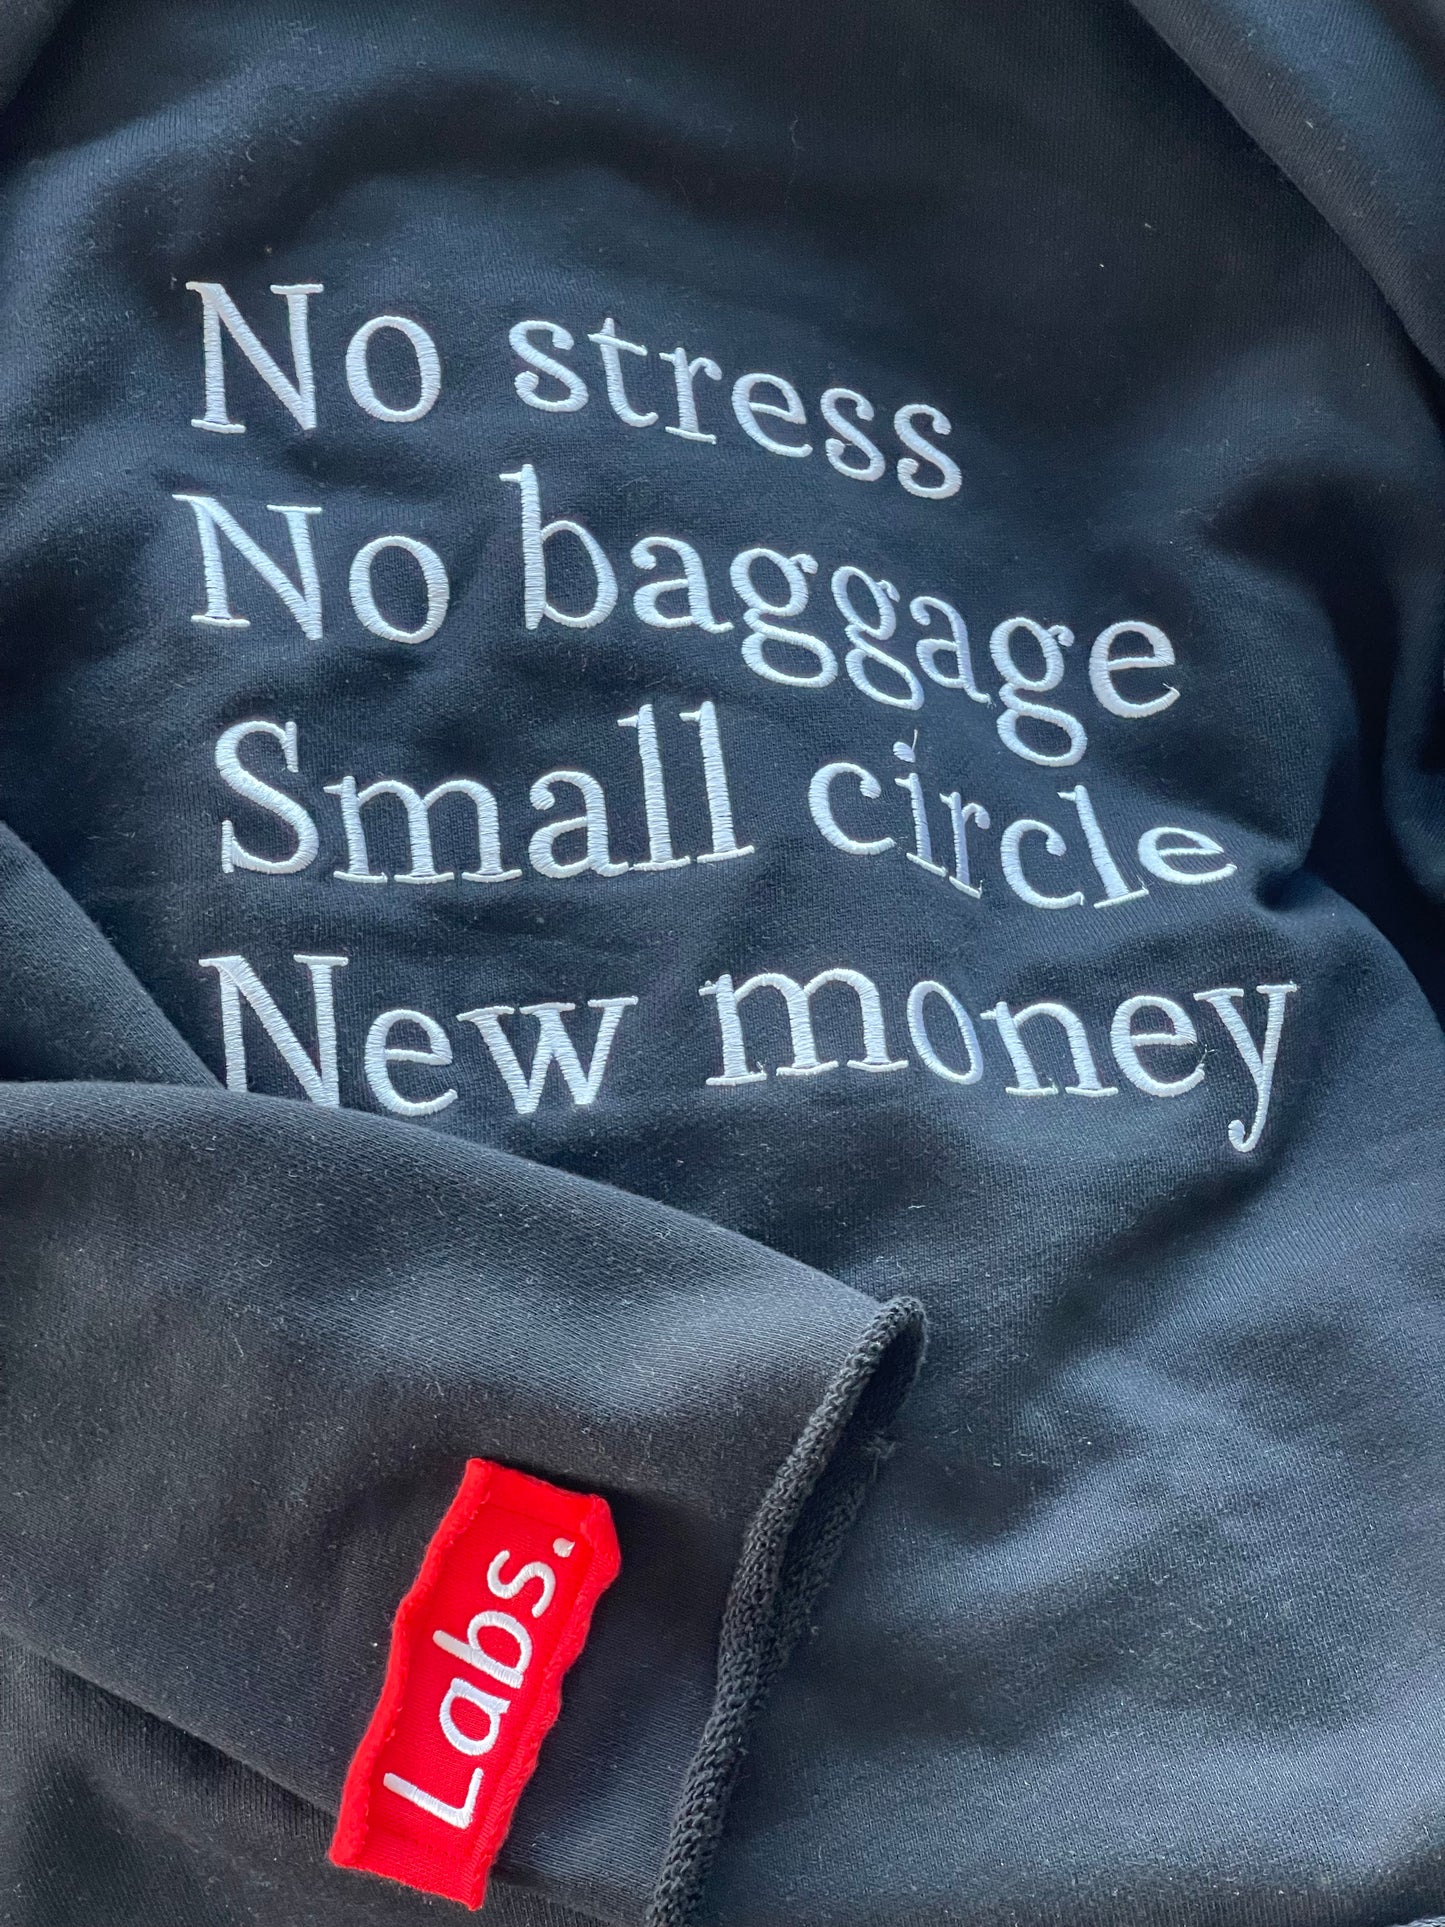 No stress
No baggage
Small circle
New money
Labs.